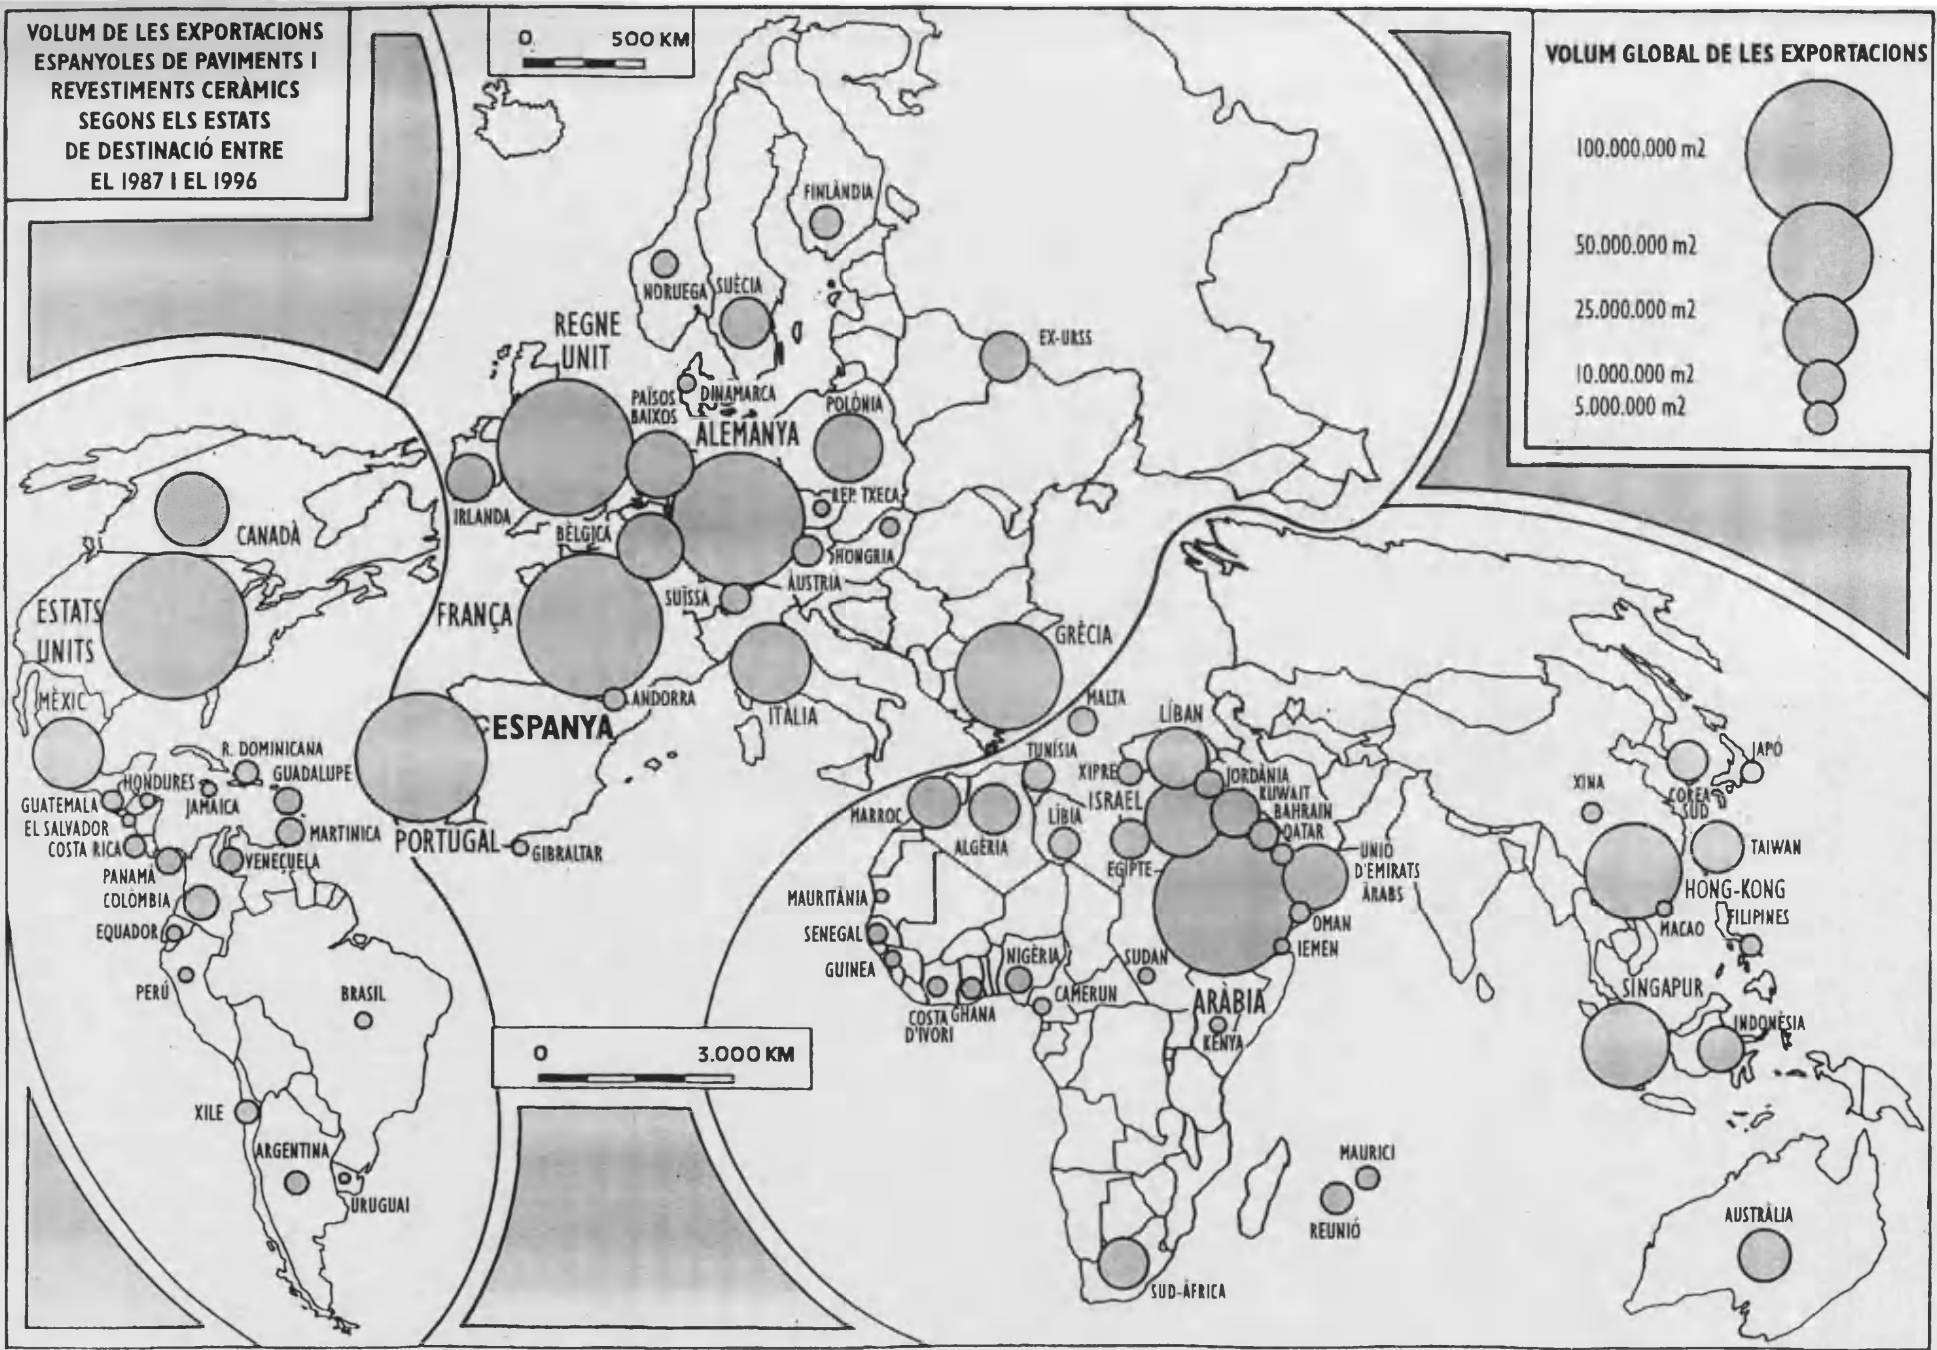 VOLUM DE LES EXPORTACIONS
ESPANYOLES DE PAVIMENTS I
REVESTIMENTS CERÀMICS
SEGONS ELS ESTATS
DE DESTINACIÓ ENTRE
EL 1987 I EL 1996
0 500 KM
VOLUM GLOBAL DE LES EXPORTACIONS
100.000.000 m2
50.000.000 m2
25.000.000 m2
10.000.000 m2
5.000.000 m2
FINLÀNDIA
NORUEGA
SUÈCIA
REGNE
UNIT
EX-URSS
DINAMARCA
PAÏSOS
BAIXOS
POLÒNIA
ALEMANYA
IRLANDA
REP. TXECA
BÈLGICA
HONGRIA
ÀUSTRIA
SUÏSSA
FRANÇA
GRÈCIA
ANDORRA
ITÀLIA
ESPANYA
MALTA
PORTUGAL
GIBRALTAR
CANADÀ
ESTATS
UNITS
MÈXIC
R. DOMINICANA
HONDURES
GUADALUPE
GUATEMALA
JAMAICA
EL SALVADOR
MARTINICA
COSTA RICA
VENEÇUELA
PANAMÀ
COLÒMBIA
EQUADOR
PERÚ
BRASIL
XILE
ARGENTINA
URUGUAI
0 3.000 KM
LÍBAN
TUNÍSIA
XIPRE
JORDÀNIA
ISRAEL
KUWAIT
MARROC
ALGÈRIA
LÍBIA
BAHRAIN
QATAR
EGIPTE
UNIÓ
D'EMIRATS
ÀRABS
MAURITÀNIA
OMAN
SENEGAL
IEMEN
GUINEA
NIGÈRIA
SUDAN
CAMERUN
ARÀBIA
COSTA
D'IVORI
GHANA
KENYA
MAURICI
REUNIÓ
SUD-ÀFRICA
XINA
JAPÓ
COREA
SUD
TAIWAN
HONG-KONG
MACAO
FILIPINES
SINGAPUR
INDONÈSIA
AUSTRÀLIA